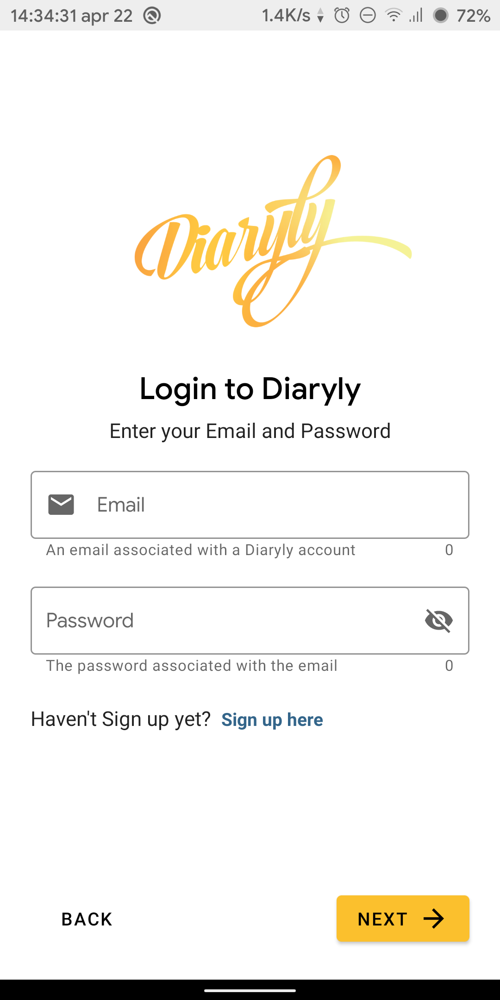 14:34:31 apr 22 1.4K/s 72%
Diaryly
Login to Diaryly
Enter your Email and Password
Email
An email associated with a Diaryly account 0
Password
The password associated with the email 0
Haven't Sign up yet? Sign up here
BACK NEXT